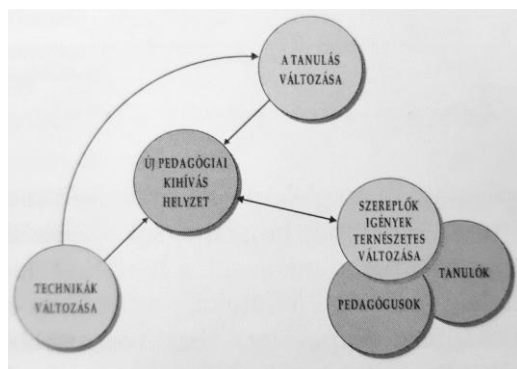 A TANULÁS
VÁLTOZÁSA
ÚJ PEDAGÓGIAI
KIHÍVÁS
HELYZET
SZEREPLŐK
IGÉNYEK
TERNÉSZETES
VÁLTOZÁSA
TANULÓK
TECHNIKÁK
VÁLTOZÁSA
PEDAGÓGUSOK